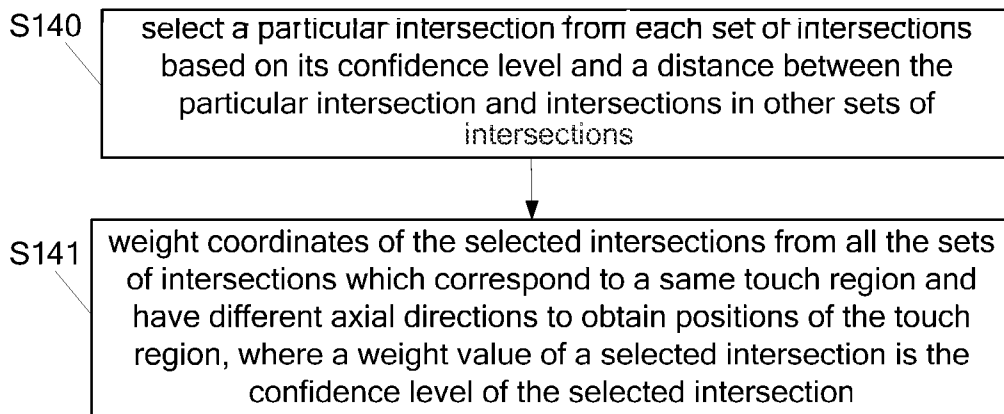 S140
select a particular intersection from each set of intersections
based on its confidence level and a distance between the
particular intersection and intersections in other sets of
intersections
S141
weight coordinates of the selected intersections from all the sets
of intersections which correspond to a same touch region and
have different axial directions to obtain positions of the touch
region, where a weight value of a selected intersection is the
confidence level of the selected intersection